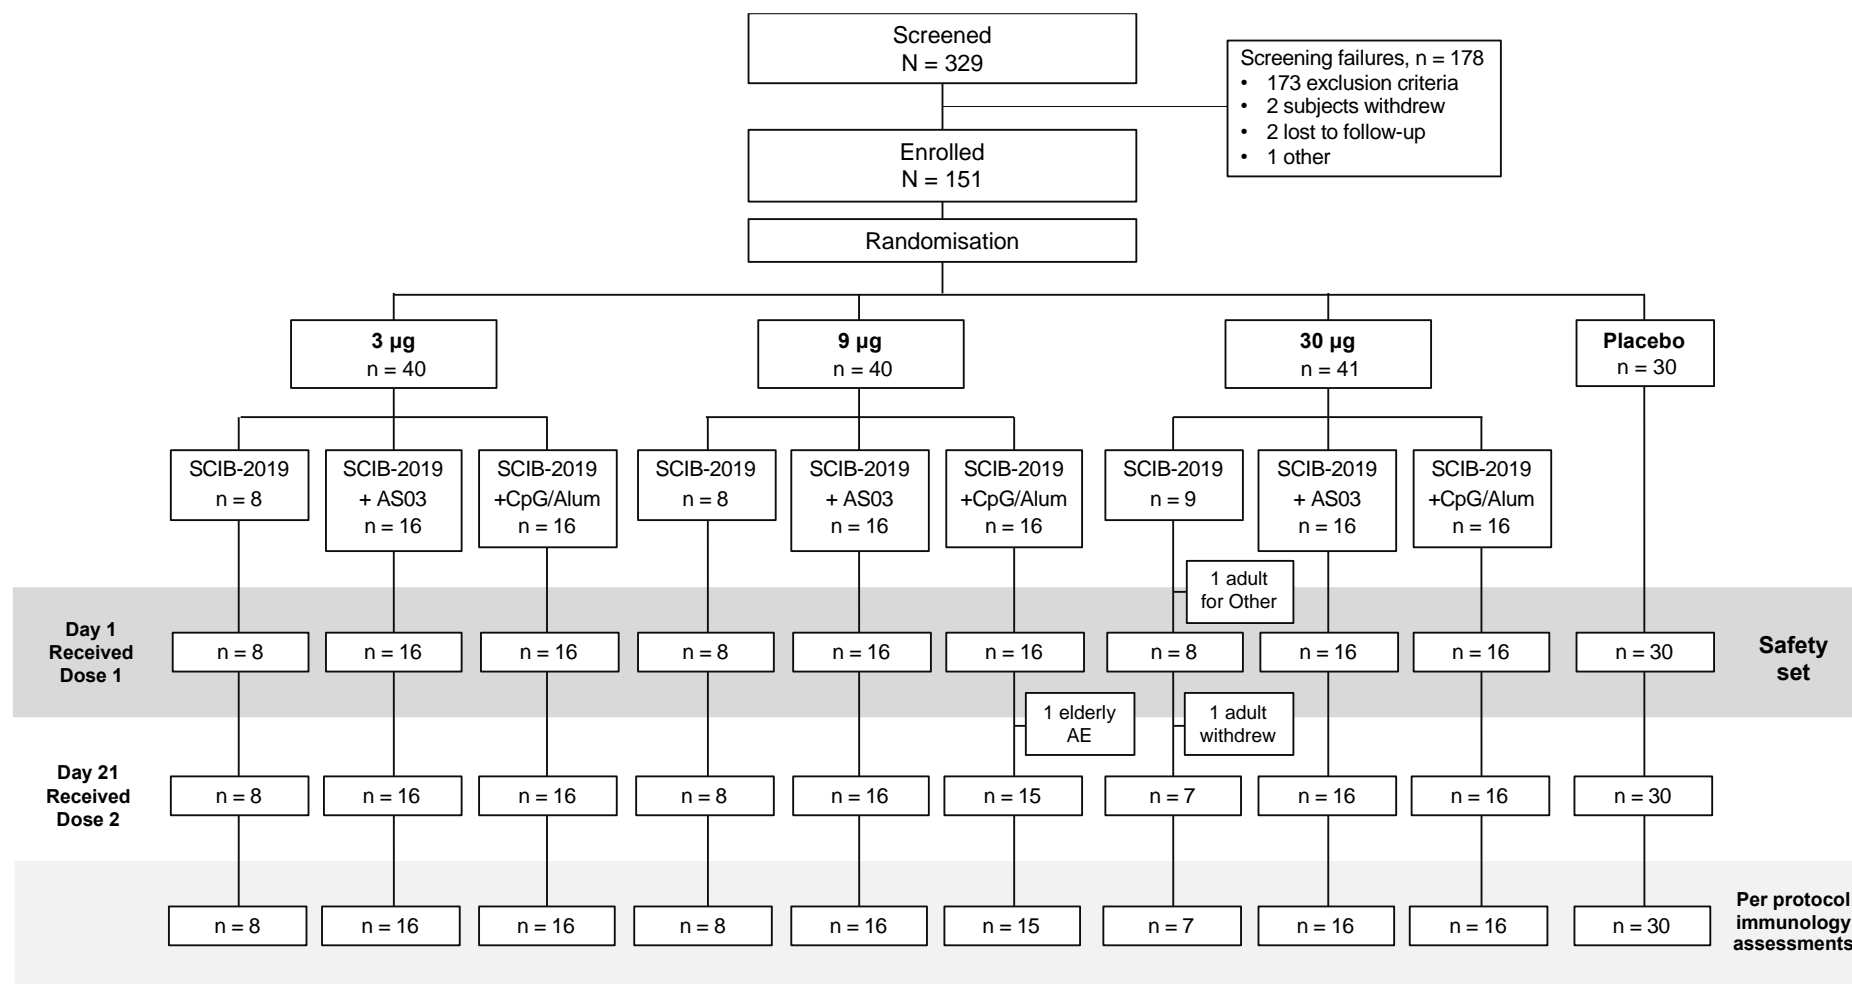 Screened
N = 329
Screening failures, n = 178
• 173 exclusion criteria
• 2 subjects withdrew
• 2 lost to follow-up
• 1 other
Enrolled
N = 151
Randomisation
3 µg
n = 40
9 µg
n = 40
30 µg
n = 41
Placebo
n = 30
SCIB-2019
n = 8
SCIB-2019
+ AS03
n = 16
SCIB-2019
+CpG/Alum
n = 16
SCIB-2019
n = 8
SCIB-2019
+ AS03
n = 16
SCIB-2019
+CpG/Alum
n = 16
SCIB-2019
n = 9
SCIB-2019
+ AS03
n = 16
SCIB-2019
+CpG/Alum
n = 16
1 adult
for Other
Day 1
Received
Dose 1
n = 8
n = 16
n = 16
n = 8
n = 16
n = 16
n = 8
n = 16
n = 16
n = 30
Safety
set
1 elderly
AE
1 adult
withdrew
Day 21
Received
Dose 2
n = 8
n = 16
n = 16
n = 8
n = 16
n = 15
n = 7
n = 16
n = 16
n = 30
n = 8
n = 16
n = 16
n = 8
n = 16
n = 15
n = 7
n = 16
n = 16
n = 30
Per protocol
immunology
assessments